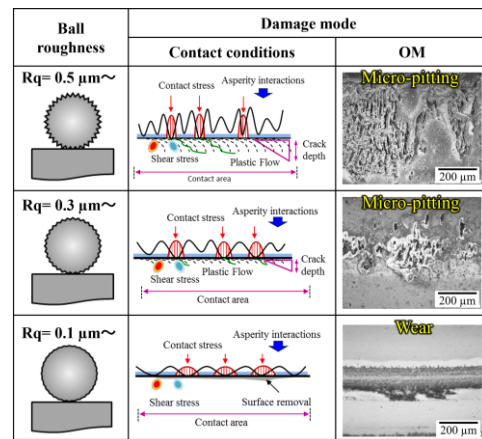 Ball roughness
Damage mode
Contact conditions
OM
Rq= 0.5 μm～
Contact stress
Asperity interactions
Shear stress
Plastic Flow
Crack depth
Contact area
Micro-pitting
200 μm
Rq= 0.3 μm～
Contact stress
Asperity interactions
Plastic Flow
Shear stress
Crack depth
Contact area
Micro-pitting
200 μm
Rq= 0.1 μm～
Asperity interactions
Contact stress
Shear stress
Surface removal
Contact area
Wear
200 μm